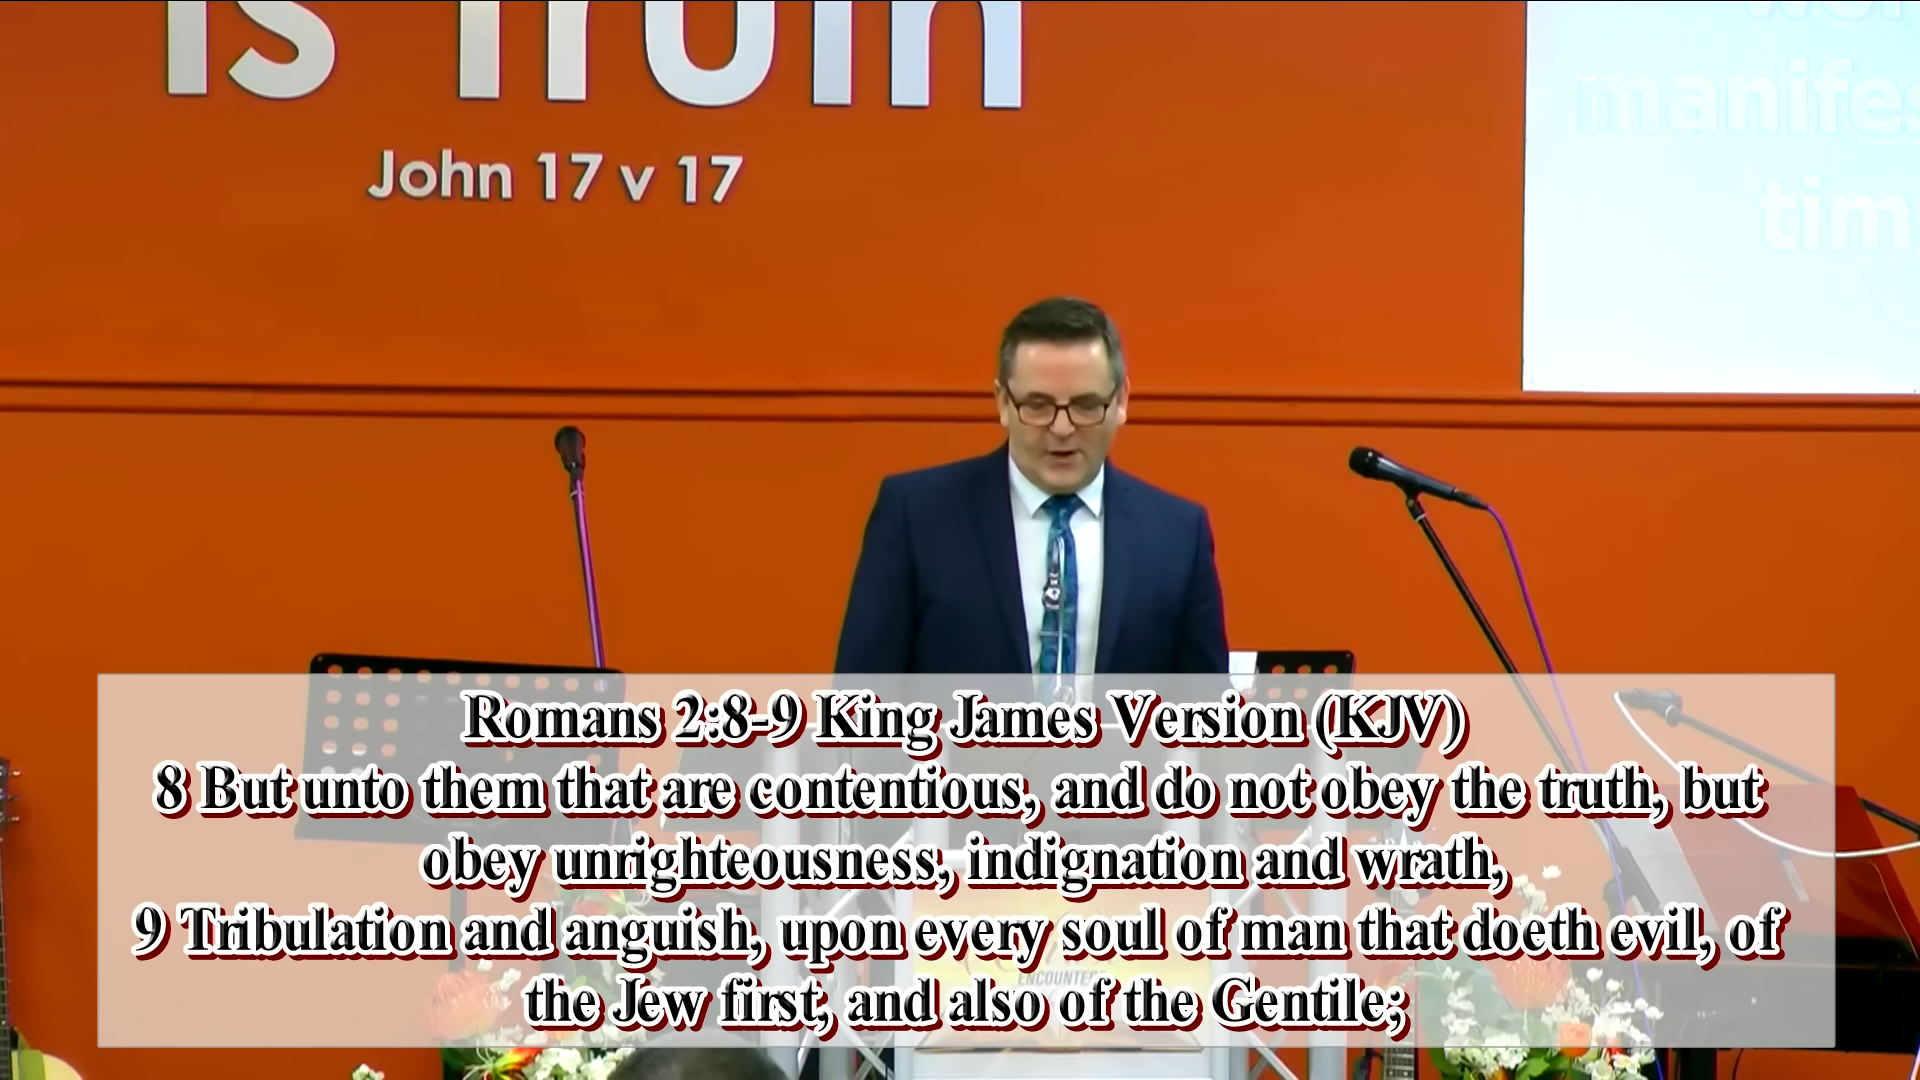 is Truth
John 17 v 17
manifes
tim
Romans 2:8-9 King James Version (KJV)
8 But unto them that are contentious, and do not obey the truth, but
obey unrighteousness, indignation and wrath,
9 Tribulation and anguish, upon every soul of man that doeth evil, of
the Jew first, and also of the Gentile;
ENCOUNTER